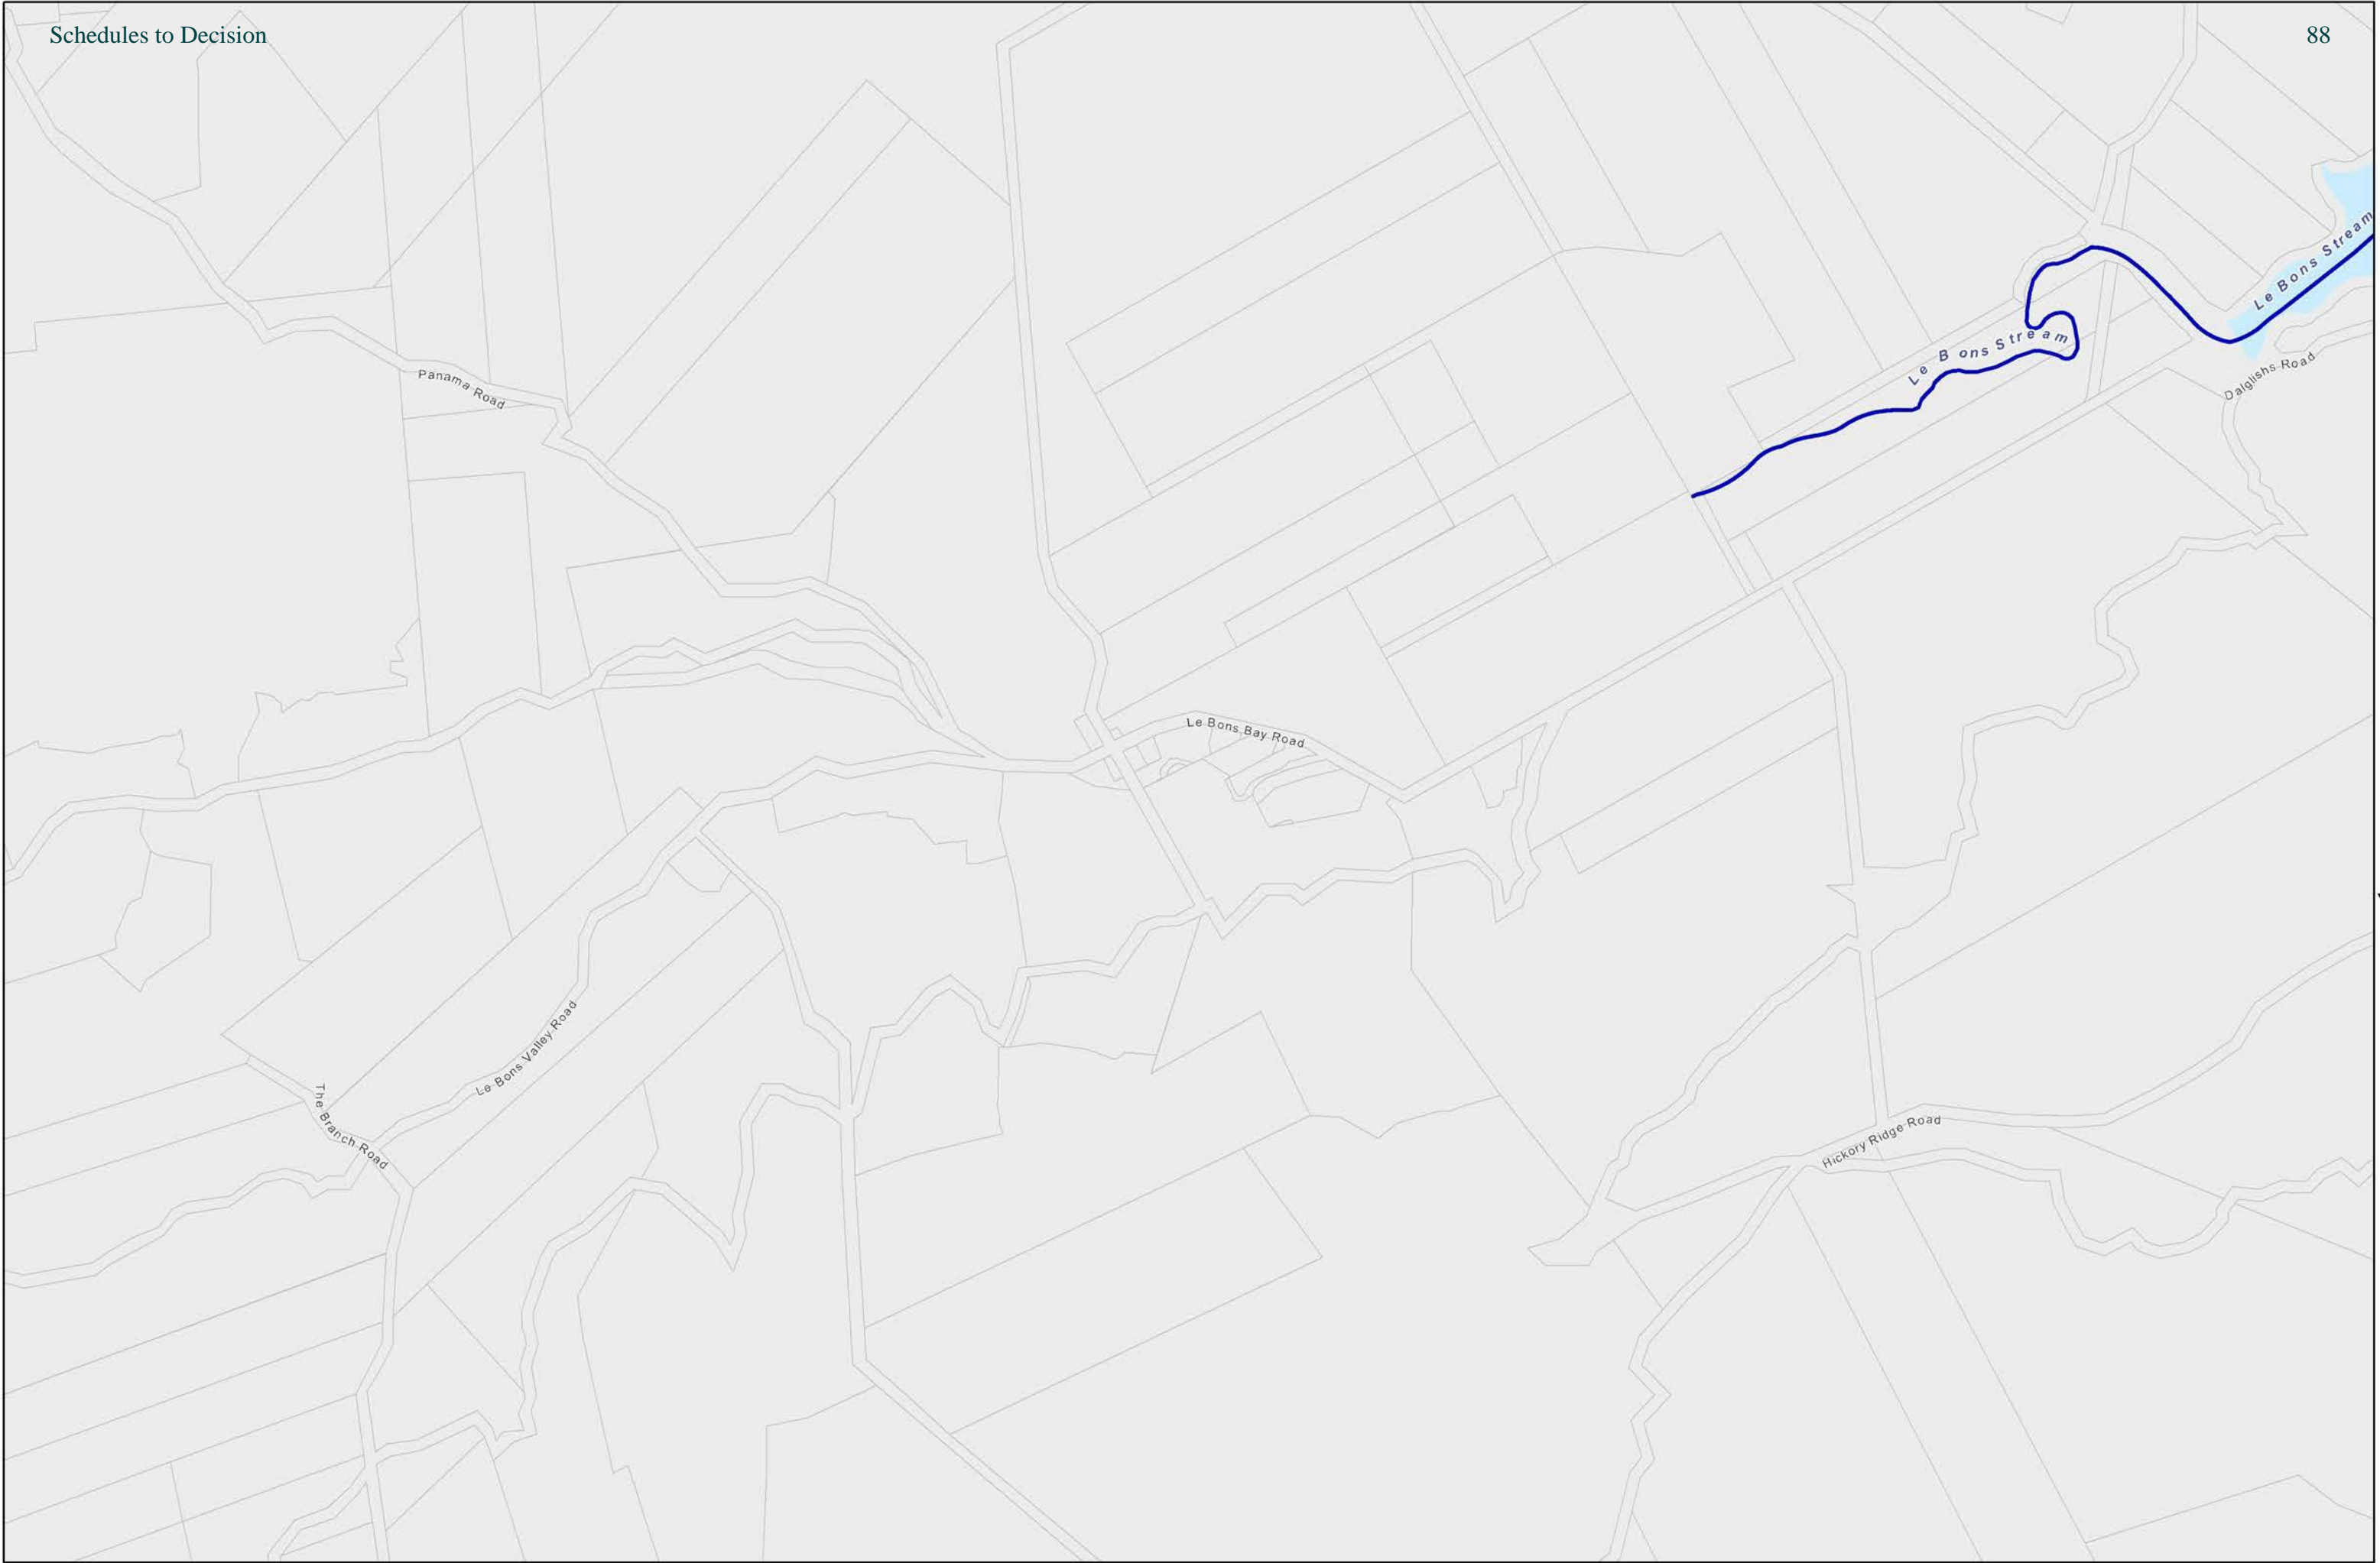 Schedules to Decision
88
Le Bons Stream
Le Bons Stream
Dalglishs Road
Panama Road
Le Bons Bay Road
Le Bons Valley Road
The Branch Road
Hickory Ridge Road